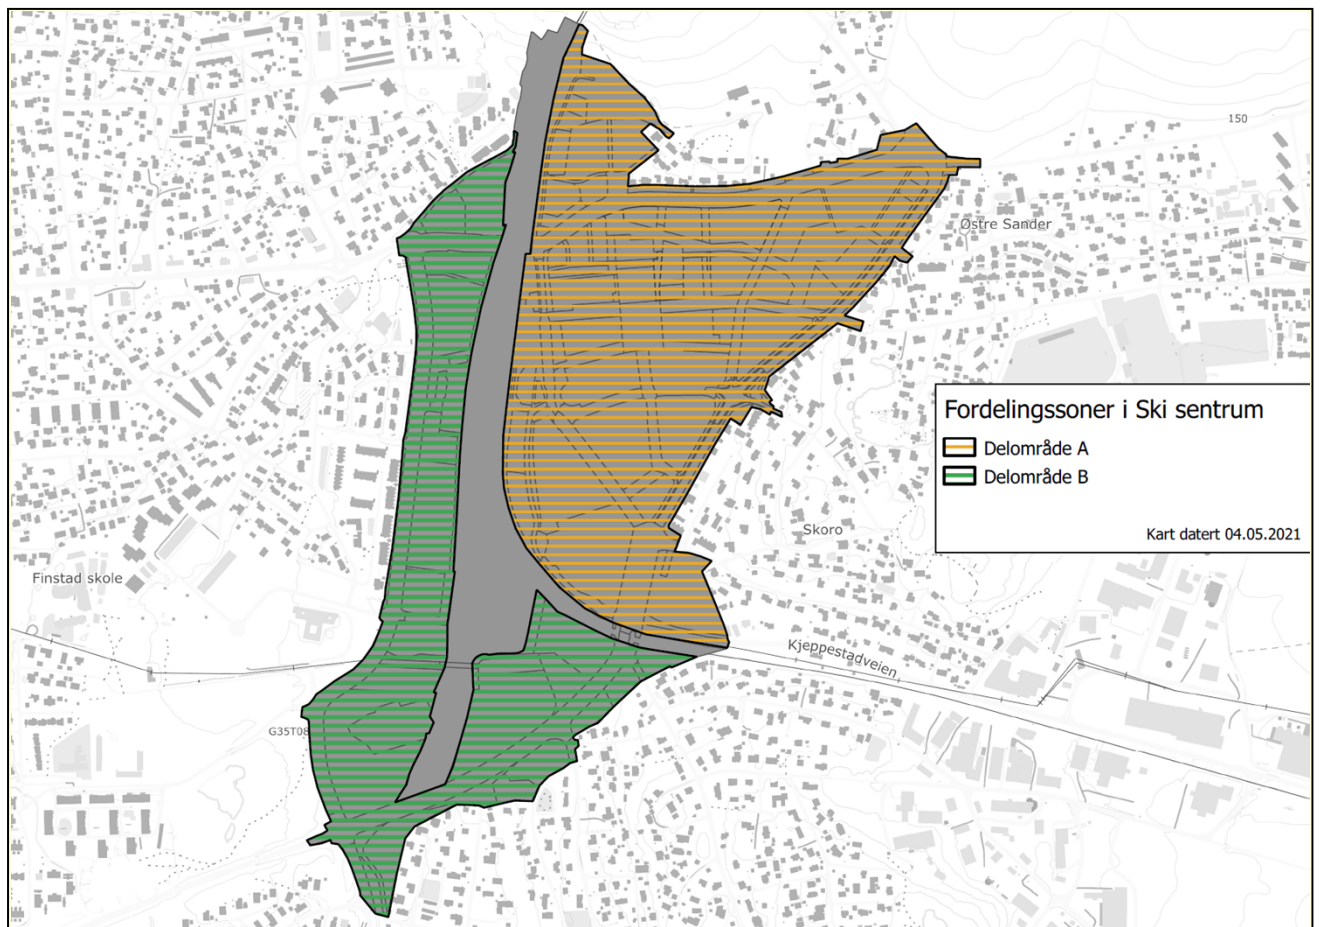 150
Østre Sander
Fordelingssoner i Ski sentrum
Delområde A
Delområde B
Kart datert 04.05.2021
Skoro
Finstad skole
Kjeppestadveien
G35T08